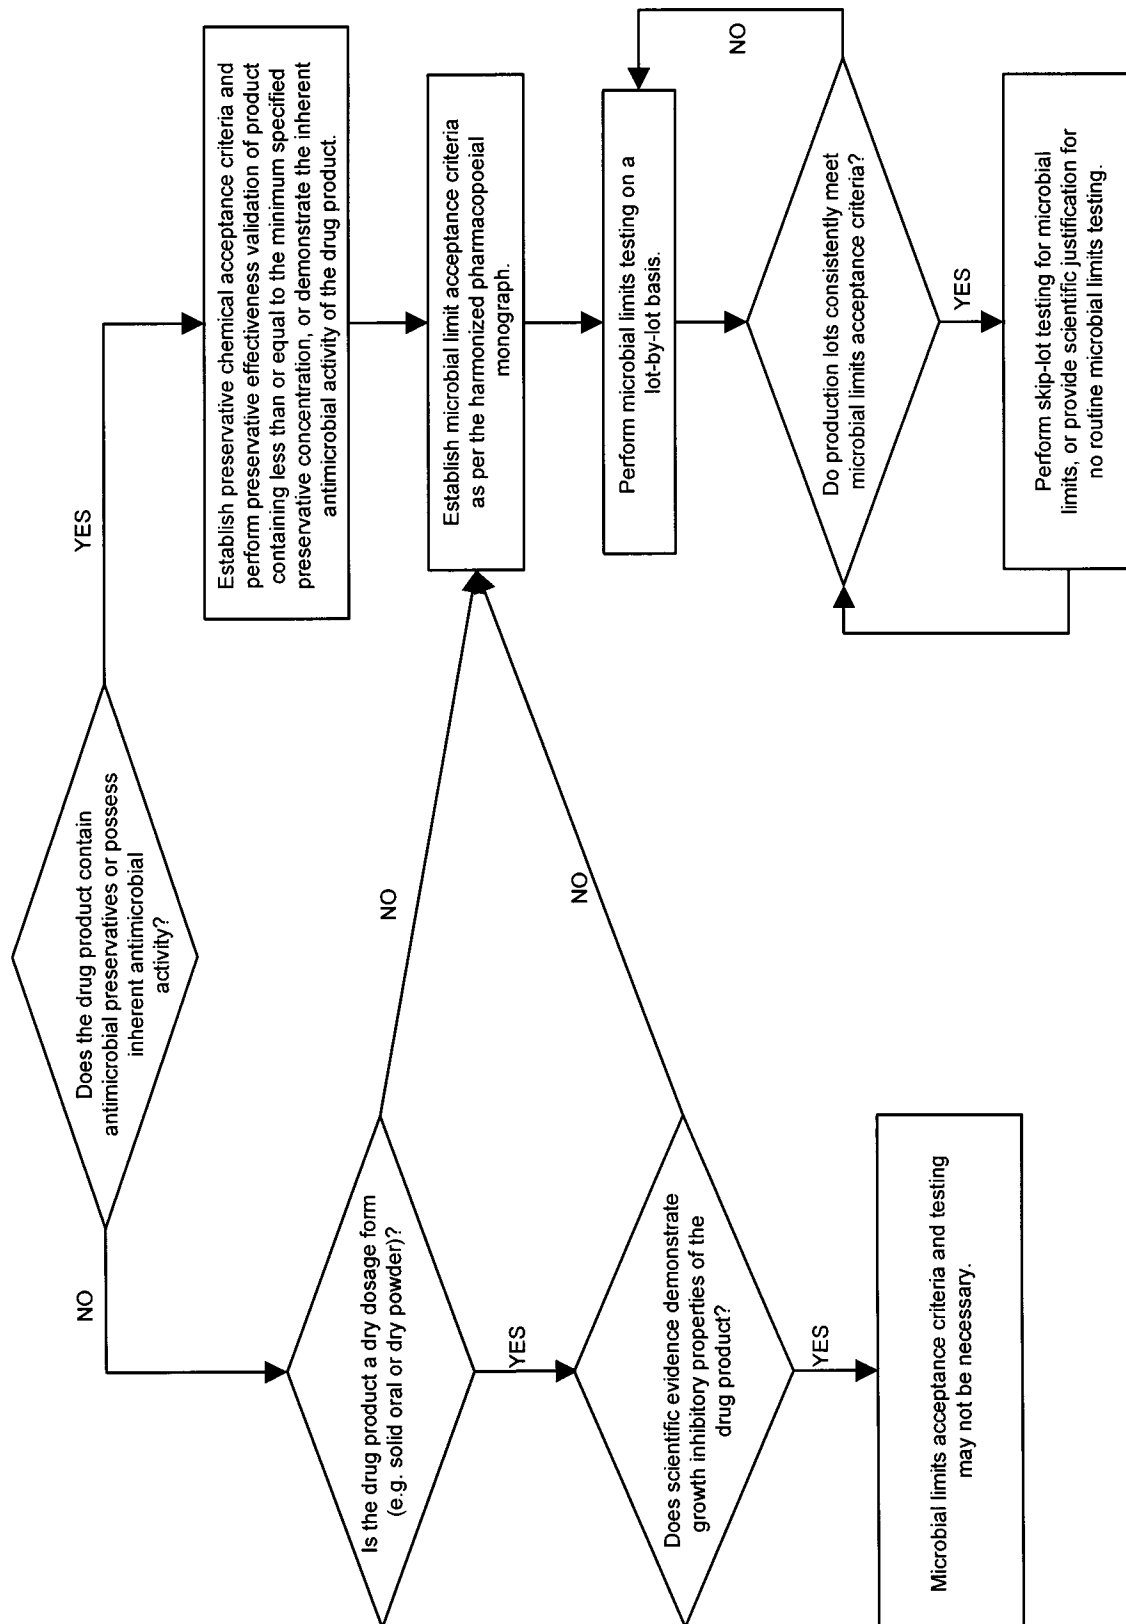 Does the drug product contain
antimicrobial preservatives or possess
inherent antimicrobial
activity?
YES
NO
Establish preservative chemical acceptance criteria and
perform preservative effectiveness validation of product
containing less than or equal to the minimum specified
preservative concentration, or demonstrate the inherent
antimicrobial activity of the drug product.
Is the drug product a dry dosage form
(e.g. solid oral or dry powder)?
NO
YES
Establish microbial limit acceptance criteria
as per the harmonized pharmacopoeial
monograph.
Does scientific evidence demonstrate
growth inhibitory properties of the
drug product?
NO
YES
Perform microbial limits testing on a
lot-by-lot basis.
Microbial limits acceptance criteria and testing
may not be necessary.
Do production lots consistently meet
microbial limits acceptance criteria?
NO
YES
Perform skip-lot testing for microbial
limits, or provide scientific justification for
no routine microbial limits testing.